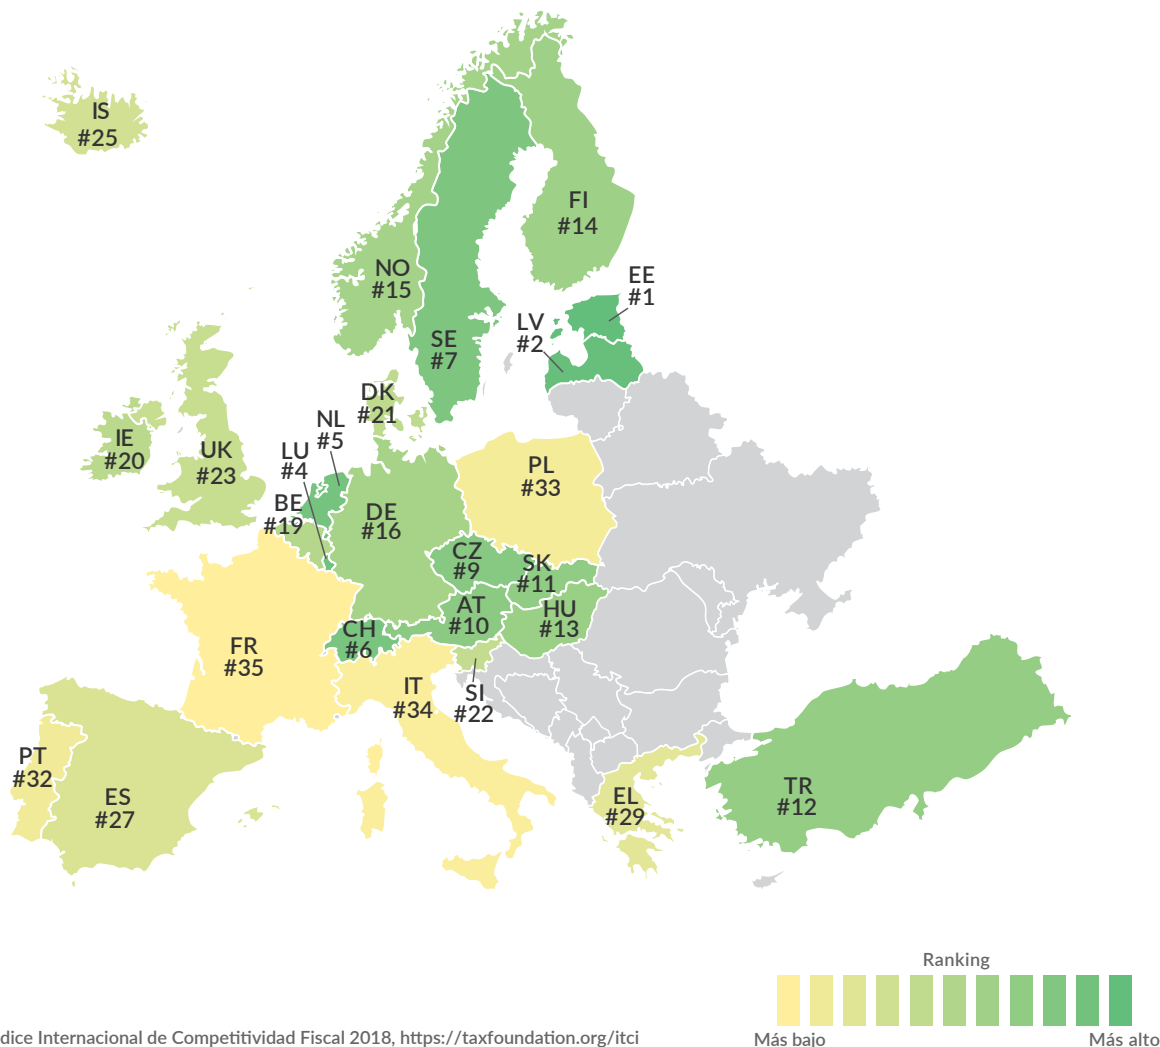 IS
#25
FI
#14
NO
#15
EE
#1
LV
#2
SE
#7
DK
#21
NL
#5
IE
#20
UK
#23
LU
#4
PL
#33
BE
#19
DE
#16
CZ
#9
SK
#11
AT
#10
HU
#13
CH
#6
FR
#35
IT
#34
SI
#22
PT
#32
ES
#27
EL
#29
TR
#12
Ranking
Más bajo
Más alto
dice Internacional de Competitividad Fiscal 2018, https://taxfoundation.org/itci